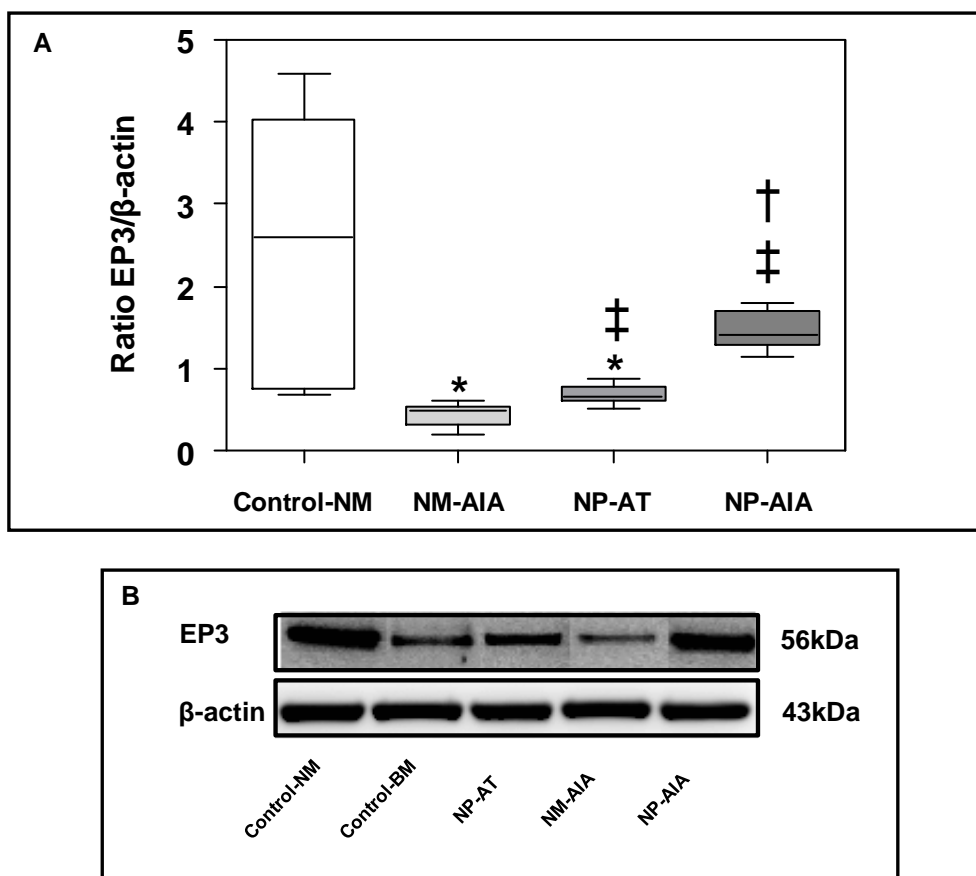 A
Ratio EP3/β-actin
5
4
3
2
1
0
†
‡
‡
*
*
Control-NM NM-AIA NP-AT NP-AIA
B
EP3 56kDa
β-actin 43kDa
Control-NM Control-BM NP-AT NM-AIA NP-AIA